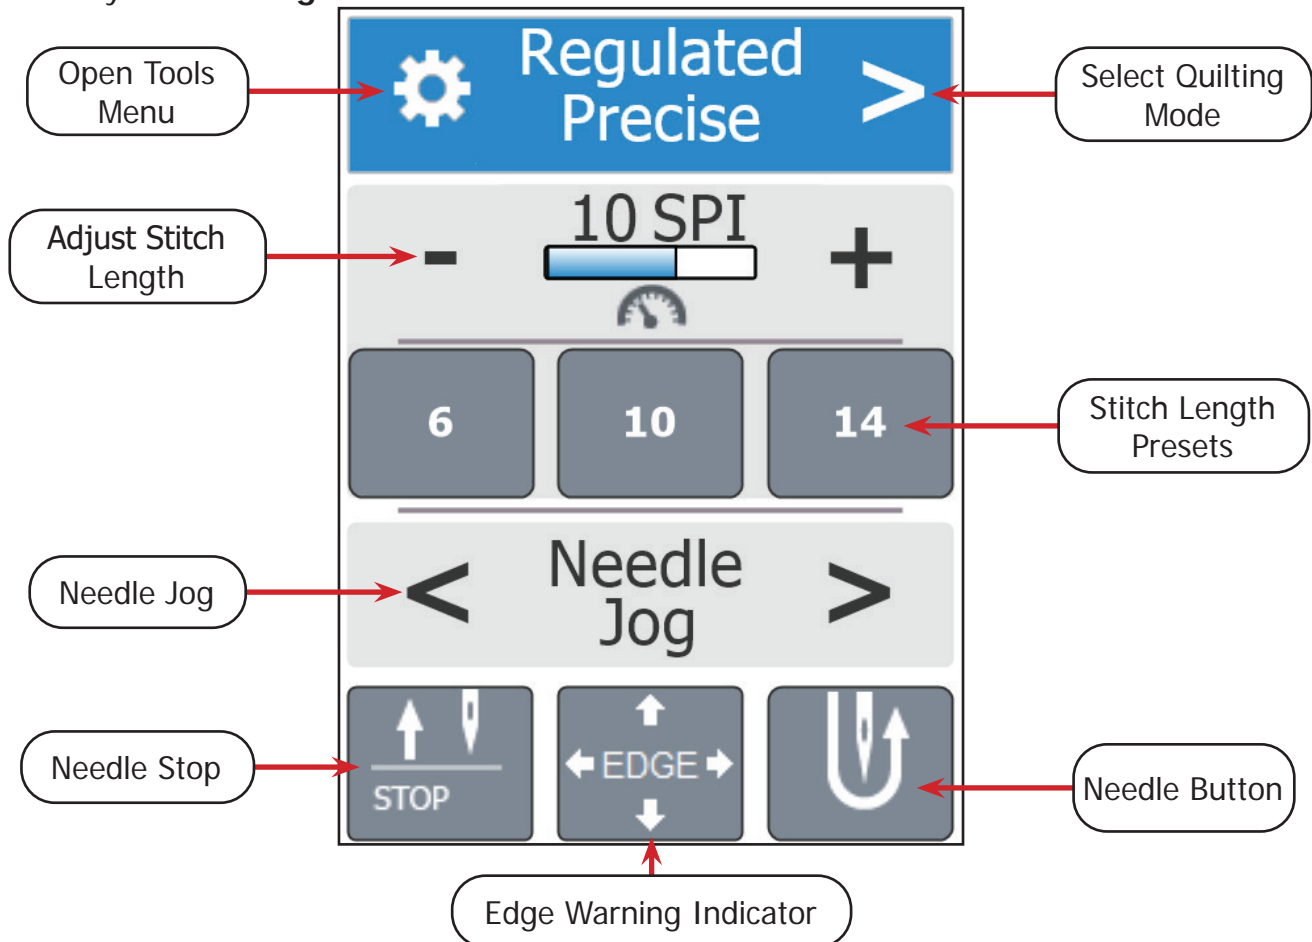 Regulated
Precise
>
Open Tools
Menu
Select Quilting
Mode
10 SPI
- +
Adjust Stitch
Length
6 10 14
Stitch Length
Presets
Needle Jog
< Needle >
Jog
Needle Stop
STOP
EDGE
Needle Button
Edge Warning Indicator